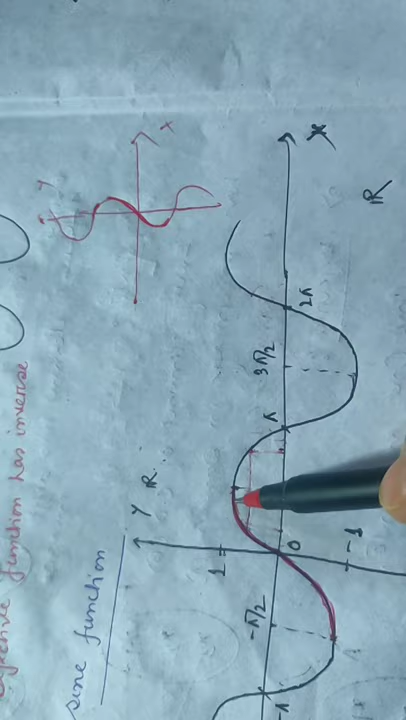 function has inverse
sine function
Y
X
Y R
x
R
1
-1
-π
-π/2
0
π
3π/2
2π